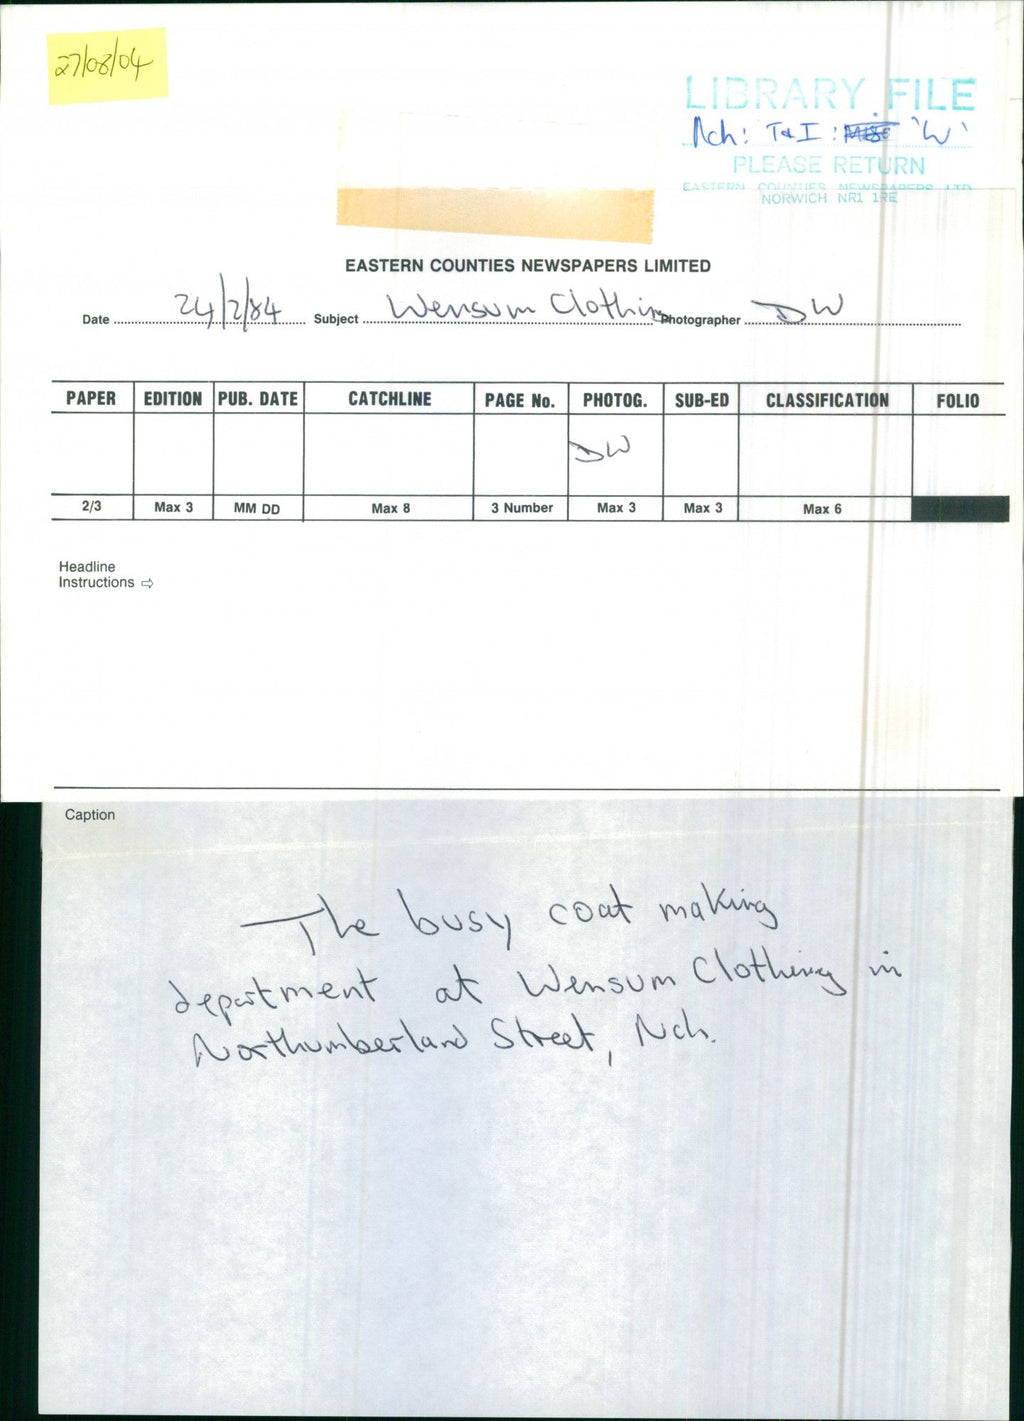 27/08/04
LIBRARY FILE
Nch: T&I: Misc 'W'
PLEASE RETURN
EASTERN COUNTIES NEWSPAPERS LTD
NORWICH NR1 1RE
EASTERN COUNTIES NEWSPAPERS LIMITED
Date 24/2/84 Subject Wensum Clothing Photographer DW
PAPER EDITION PUB. DATE CATCHLINE PAGE No. PHOTOG. SUB-ED CLASSIFICATION FOLIO
DW
2/3 Max 3 MM DD Max 8 3 Number Max 3 Max 3 Max 6
Headline
Instructions ⇨
Caption
The busy coat making
department at Wensum Clothing in
Northumberland Street, Nch.